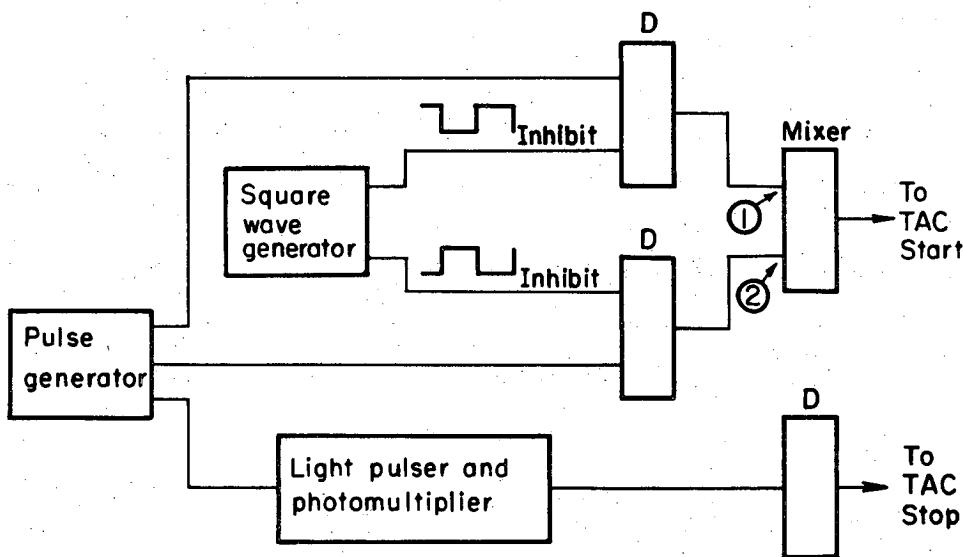 D
Inhibit
Mixer
Square
wave
generator
①
To
TAC
Start
D
Inhibit
②
Pulse
generator
D
Light pulser and
photomultiplier
To
TAC
Stop